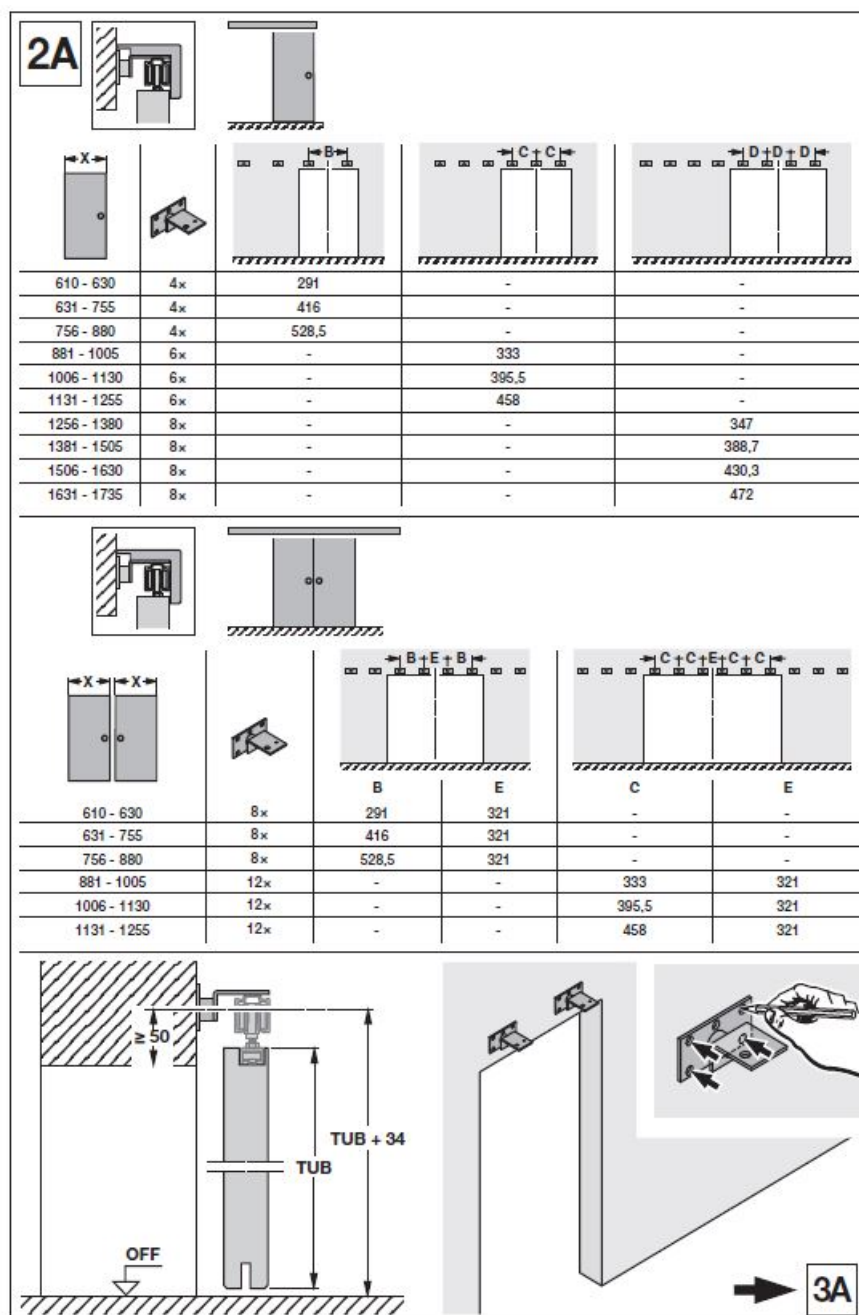 2A
B
C C
D D D
X
610 - 630 4× 291 - -
631 - 755 4× 416 - -
756 - 880 4× 528,5 - -
881 - 1005 6× - 333 -
1006 - 1130 6× - 395,5 -
1131 - 1255 6× - 458 -
1256 - 1380 8× - - 347
1381 - 1505 8× - - 388,7
1506 - 1630 8× - - 430,3
1631 - 1735 8× - - 472
B E B
C C E C C
X X
B E C E
610 - 630 8× 291 321 - -
631 - 755 8× 416 321 - -
756 - 880 8× 528,5 321 - -
881 - 1005 12× - - 333 321
1006 - 1130 12× - - 395,5 321
1131 - 1255 12× - - 458 321
≥ 50
TUB + 34
TUB
OFF
3A